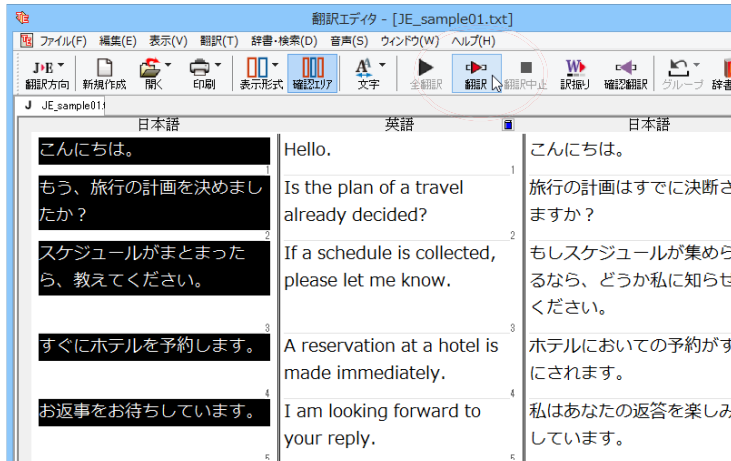 翻訳エディタ - [JE_sample01.txt]
ファイル(F) 編集(E) 表示(V) 翻訳(T) 辞書・検索(D) 音声(S) ウィンドウ(W) ヘルプ(H)
J▶E
翻訳方向 新規作成 開く 印刷 表示形式 確認エリア 文字 全翻訳 翻訳 翻訳中止 訳振り 確認翻訳 グループ 辞書
J JE_sample01
日本語 英語 日本語
こんにちは。
1
もう、旅行の計画を決めまし
たか？
2
スケジュールがまとまった
ら、教えてください。
3
すぐにホテルを予約します。
4
お返事をお待ちしています。
5
Hello.
1
Is the plan of a travel
already decided?
2
If a schedule is collected,
please let me know.
3
A reservation at a hotel is
made immediately.
4
I am looking forward to
your reply.
5
こんにちは。
旅行の計画はすでに決断さ
ますか？
もしスケジュールが集めら
るなら、どうか私に知らせ
ください。
ホテルにおいての予約がす
にされます。
私はあなたの返答を楽しみ
しています。